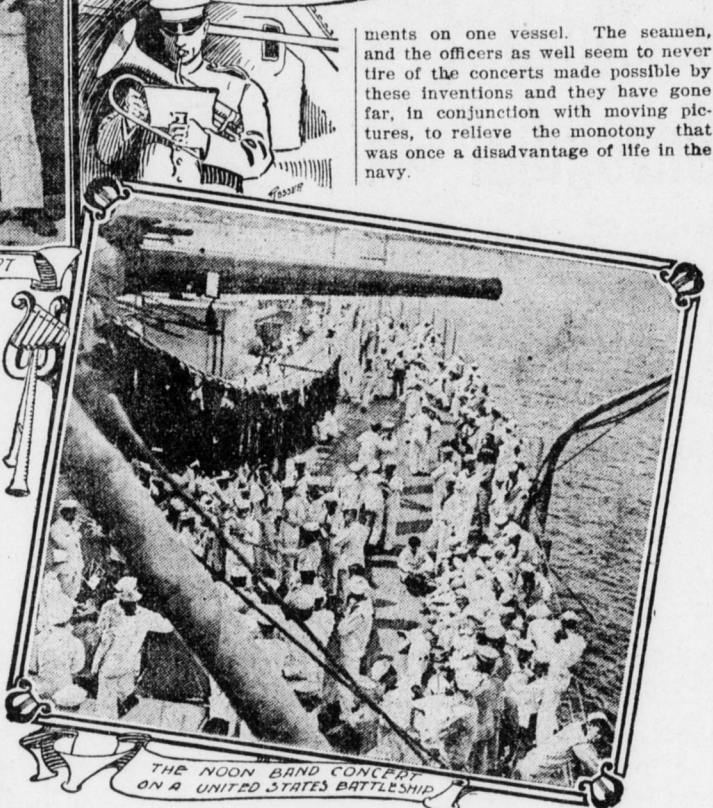 ments on one vessel. The seamen,
and the officers as well seem to never
tire of the concerts made possible by
these inventions and they have gone
far, in conjunction with moving pic-
tures, to relieve the monotony that
was once a disadvantage of life in the
navy.
THE NOON BAND CONCERT
ON A UNITED STATES BATTLESHIP